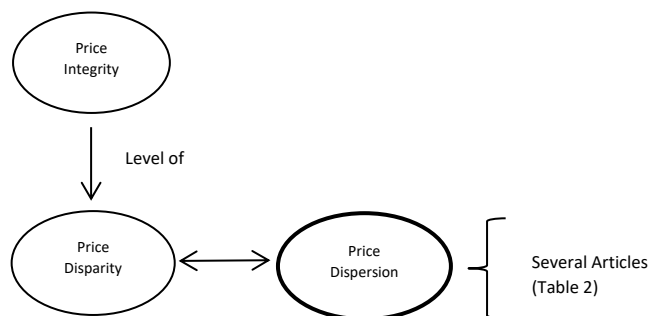 Price
Integrity
Level of
Price
Disparity
Price
Dispersion
Several Articles
(Table 2)